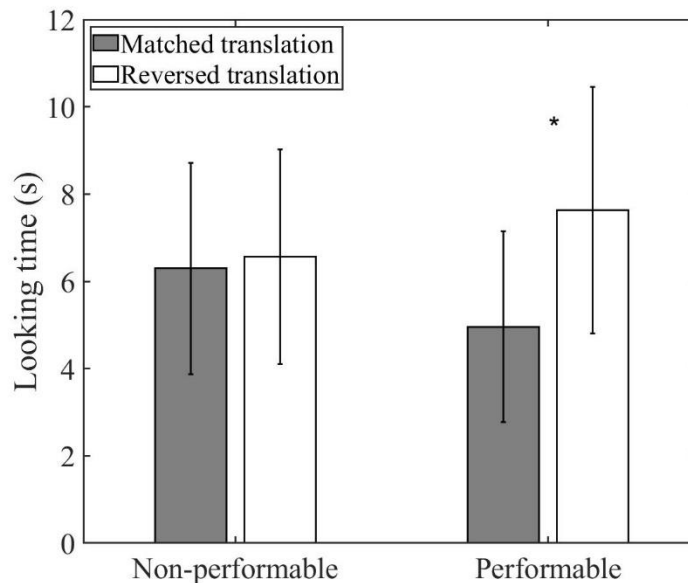 12
Matched translation
Reversed translation
10
*
8
6
4
2
0
Looking time (s)
Non-performable
Performable